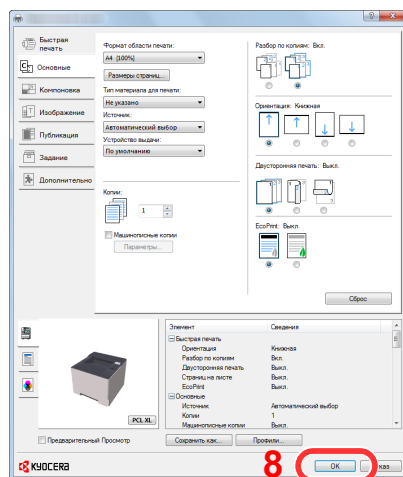 Быстрая
печать
Основные
Компоновка
Изображение
Публикация
Задание
Дополнительно
Формат области печати:
A4 [100%]
Размеры страниц...
Тип материала для печати:
Не указано
Источник:
Автоматический выбор
Устройство выдачи:
По умолчанию
Копии:
1
Машинописные копии
Параметры...
Разбор по копиям: Вкл.
Ориентация: Книжная
Двусторонняя печать: Выкл.
EcoPrint: Выкл.
Сброс
PCL XL
Предварительный Просмотр
Элемент Сведения
Быстрая печать
Ориентация Книжная
Разбор по копиям Вкл.
Двусторонняя печать Выкл.
Страниц на листе Выкл.
EcoPrint Выкл.
Основные
Источник Автоматический выбор
Копии 1
Машинописные копии Выкл.
Сохранить как... Профили...
KYOCERA
8
OK
каз